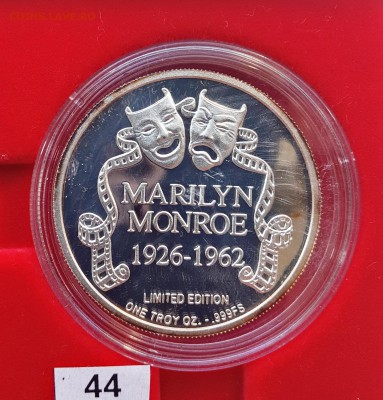 MARILYN
MONROE
1926-1962
LIMITED EDITION
ONE TROY OZ. - .999FS
44